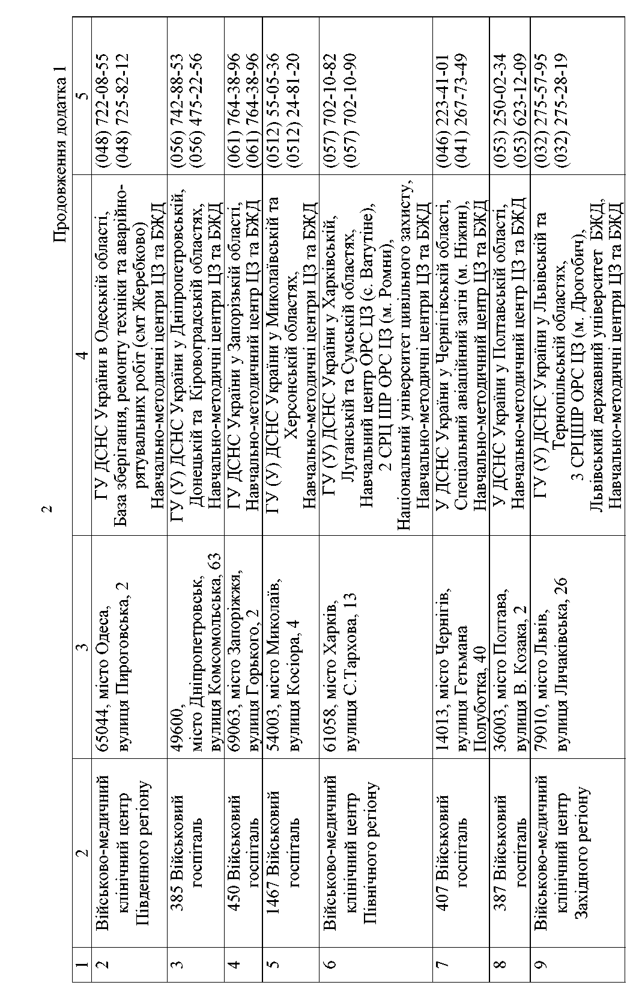 2
Продовження додатка 1
1
2
3
4
5
2
Військово-медичний
клінічний центр
Південного регіону
65044, місто Одеса,
вулиця Пироговська, 2
ГУ ДСНС України в Одеській області,
База зберігання, ремонту техніки та аварійно-
рятувальних робіт (смт Жеребково)
Навчально-методичні центри ЦЗ та БЖД
(048) 722-08-55
(048) 725-82-12
3
385 Військовий
госпіталь
49600,
місто Дніпропетровськ,
вулиця Комсомольська, 63
ГУ (У) ДСНС України у Дніпропетровській,
Донецькій та Кіровоградській областях,
Навчально-методичні центри ЦЗ та БЖД
(056) 742-88-53
(056) 475-22-56
4
450 Військовий
госпіталь
69063, місто Запоріжжя,
вулиця Горького, 2
ГУ ДСНС України у Запорізькій області,
Навчально-методичний центр ЦЗ та БЖД
(061) 764-38-96
(061) 764-38-96
5
1467 Військовий
госпіталь
54003, місто Миколаїв,
вулиця Косіора, 4
ГУ (У) ДСНС України у Миколаївській та
Херсонській областях,
Навчально-методичні центри ЦЗ та БЖД
(0512) 55-05-36
(0512) 24-81-20
6
Військово-медичний
клінічний центр
Північного регіону
61058, місто Харків,
вулиця С.Тархова, 13
ГУ (У) ДСНС України у Харківській,
Луганській та Сумській областях,
Навчальний центр ОРС ЦЗ (с. Ватутіне),
2 СРЦ ШР ОРС ЦЗ (м. Ромни),
Національний університет цивільного захисту,
Навчально-методичні центри ЦЗ та БЖД
(057) 702-10-82
(057) 702-10-90
7
407 Військовий
госпіталь
14013, місто Чернігів,
вулиця Гетьмана
Полуботка, 40
У ДСНС України у Чернігівській області,
Спеціальний авіаційний загін (м. Ніжин),
Навчально-методичний центр ЦЗ та БЖД
(046) 223-41-01
(041) 267-73-49
8
387 Військовий
госпіталь
36003, місто Полтава,
вулиця В. Козака, 2
У ДСНС України у Полтавській області,
Навчально-методичний центр ЦЗ та БЖД
(053) 250-02-34
(053) 623-12-09
9
Військово-медичний
клінічний центр
Західного регіону
79010, місто Львів,
вулиця Личаківська, 26
ГУ (У) ДСНС України у Львівській та
Тернопільській областях,
3 СРЦШР ОРС ЦЗ (м. Дрогобич),
Львівський державний університет БЖД,
Навчально-методичні центри ЦЗ та БЖД
(032) 275-57-95
(032) 275-28-19